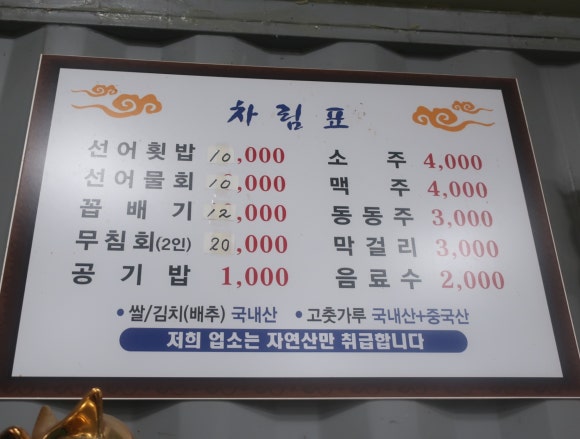 차림표
선어횟밥 10,000
선어물회 10,000
꼽배기 12,000
무침회(2인) 20,000
공기밥 1,000
소주 4,000
맥주 4,000
동동주 3,000
막걸리 3,000
음료수 2,000
• 쌀/김치(배추) 국내산 • 고춧가루 국내산+중국산
저희 업소는 자연산만 취급합니다